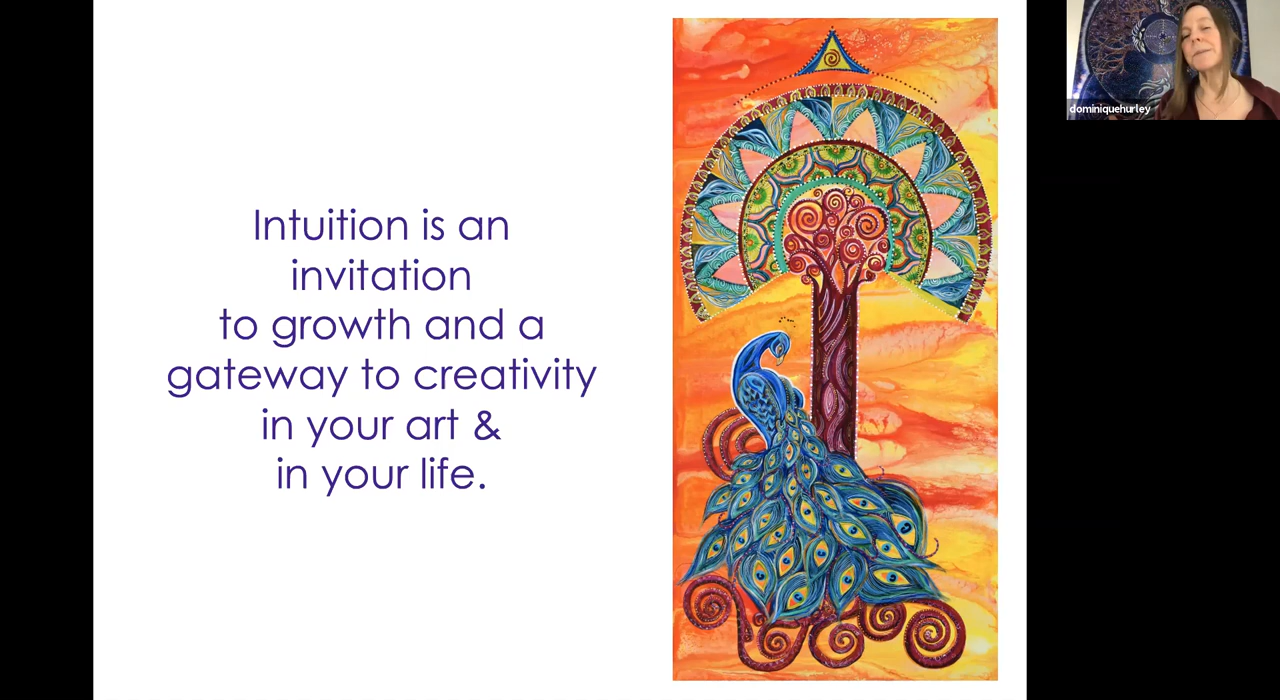 Intuition is an
invitation
to growth and a
gateway to creativity
in your art &
in your life.
dominiquehurley